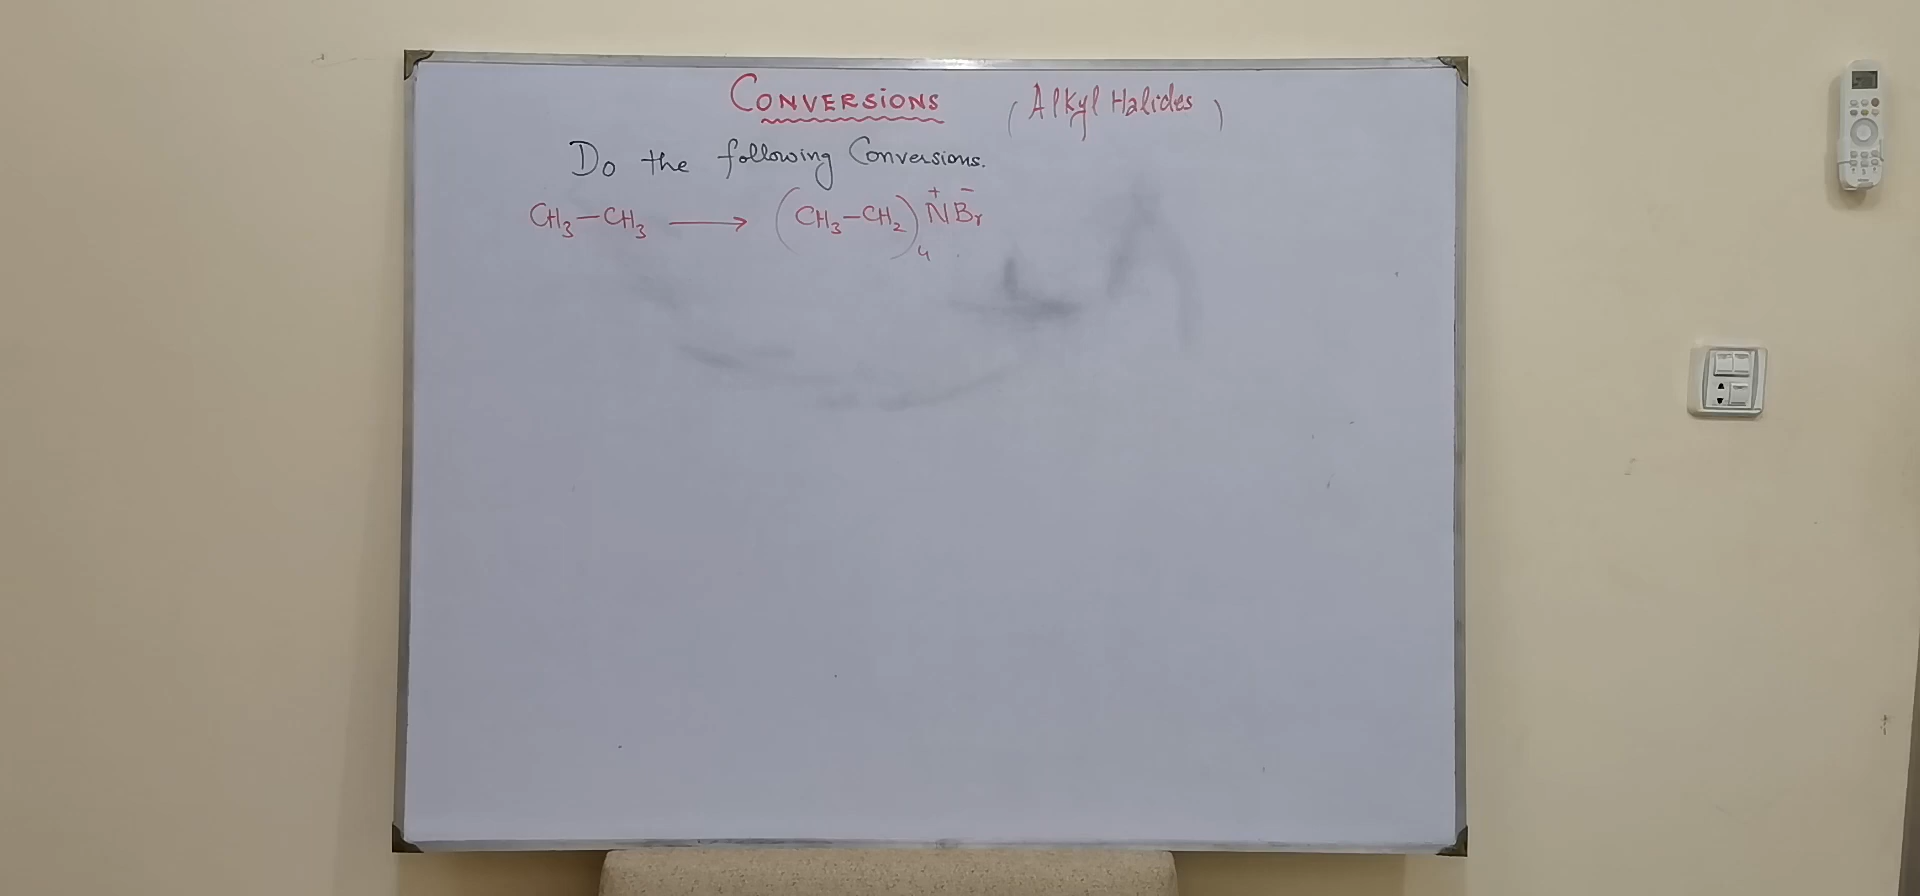 CONVERSIONS (Alkyl Halides)
Do the following Conversions.
CH₃—CH₃ ⟶ (CH₃—CH₂)₄ N⁺Br⁻